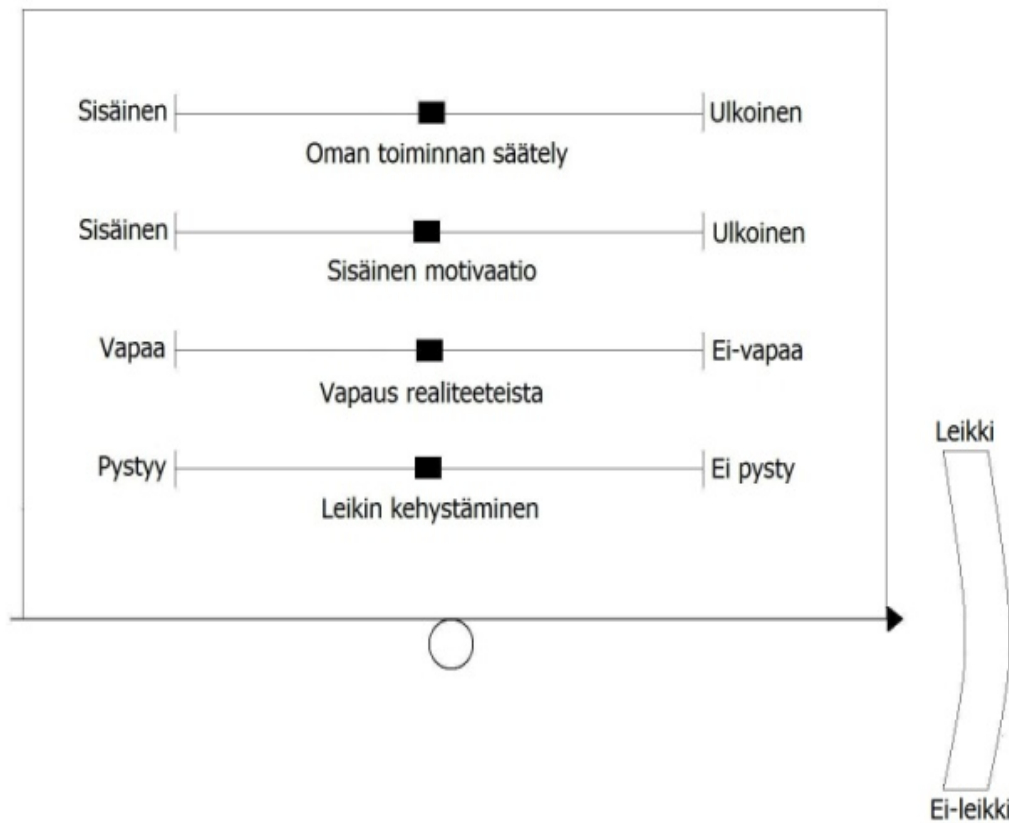 Sisäinen Ulkoinen
Oman toiminnan säätely
Sisäinen Ulkoinen
Sisäinen motivaatio
Vapaa Ei-vapaa
Vapaus realiteeteista
Pystyy Ei pysty
Leikin kehystäminen
Leikki
Ei-leikki